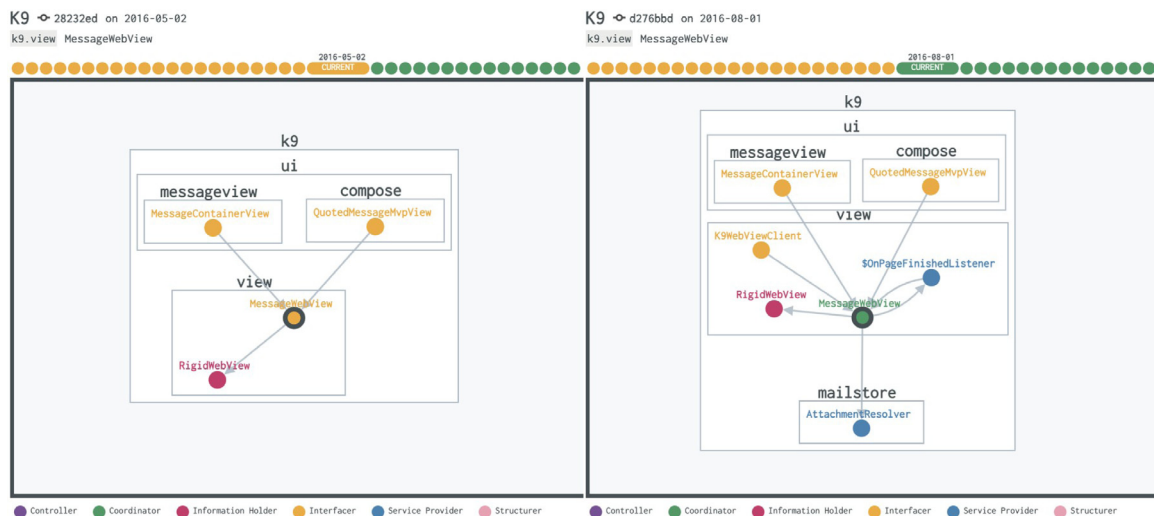 K9 28232ed on 2016-05-02
k9.view MessageWebView
2016-05-02
CURRENT
k9
ui
messageview
compose
MessageContainerView
QuotedMessageMvpView
view
MessageWebView
RigidWebView
Controller Coordinator Information Holder Interfacer Service Provider Structurer
K9 d276bbd on 2016-08-01
k9.view MessageWebView
2016-08-01
CURRENT
k9
ui
messageview
compose
MessageContainerView
QuotedMessageMvpView
view
K9WebViewClient
$OnPageFinishedListener
RigidWebView
MessageWebView
mailstore
AttachmentResolver
Controller Coordinator Information Holder Interfacer Service Provider Structurer